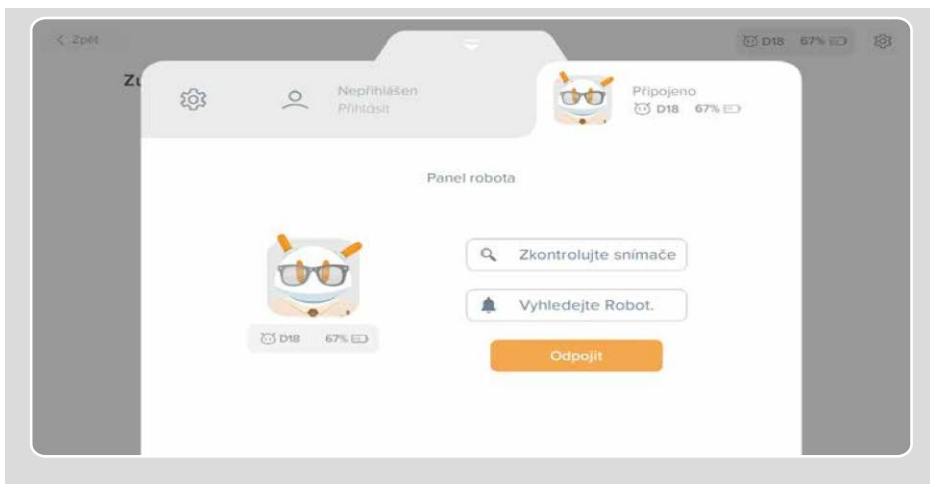 Zpět
D18 67%
Zu
Nepřihlášen
Přihlásit
Připojeno
D18 67%
Panel robota
Zkontrolujte snímače
Vyhledejte Robot.
D18 67%
Odpojit